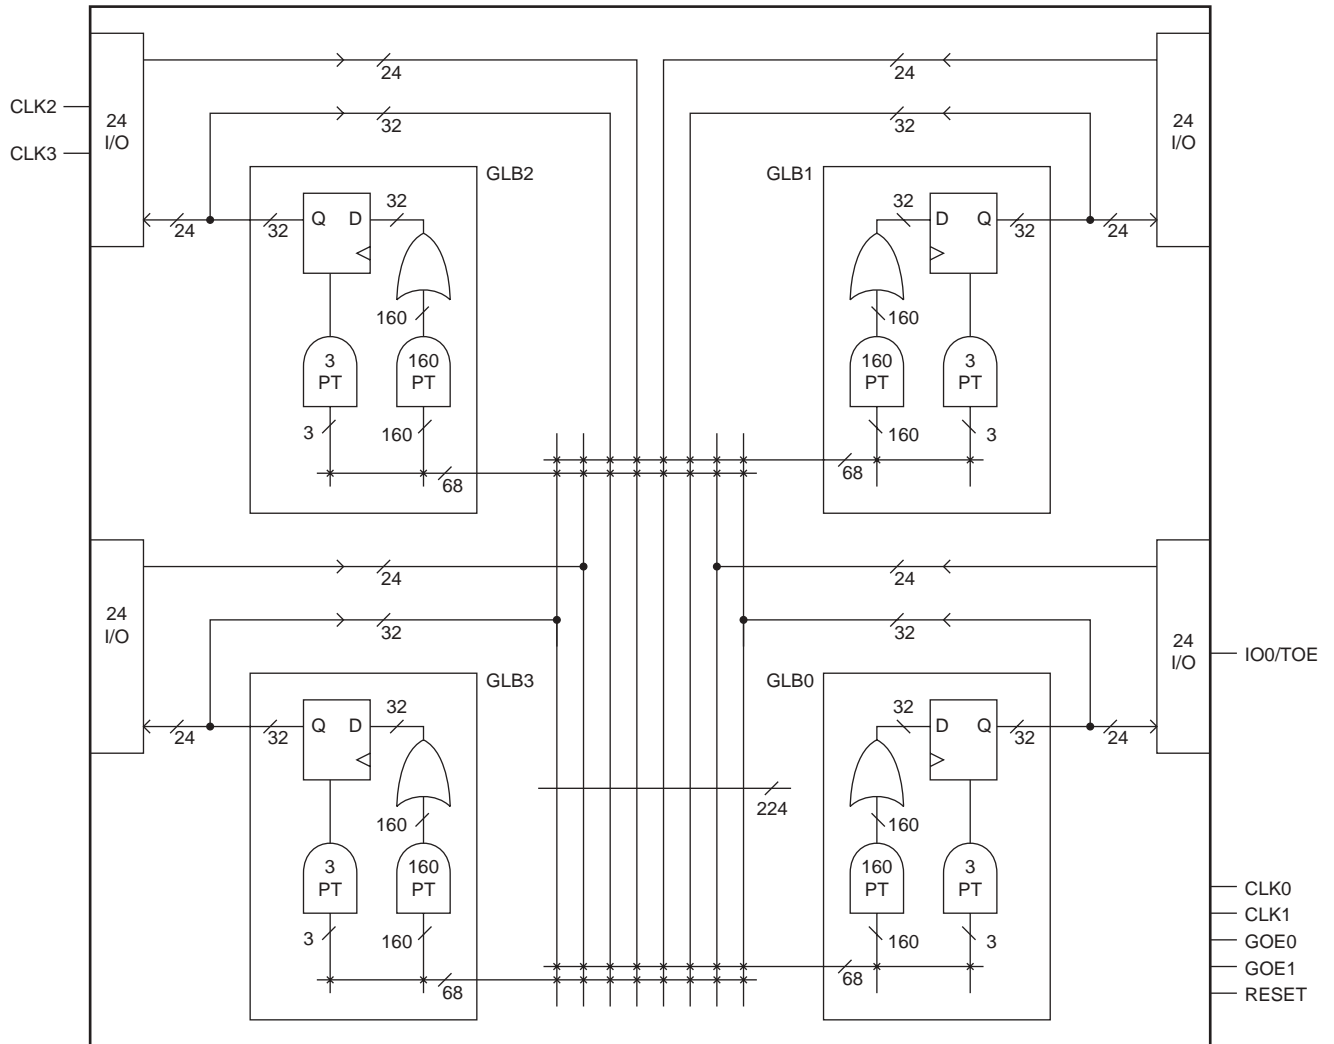 24
24
CLK2
24
I/O
32
32
24
I/O
CLK3
GLB2
GLB1
32
32
Q D
D Q
24
32
32
24
160
160
3
PT
160
PT
160
PT
3
PT
3
160
160
3
68
68
24
24
24
I/O
32
32
24
I/O
IO0/TOE
GLB3
GLB0
32
32
Q D
D Q
24
32
32
24
224
160
160
3
PT
160
PT
160
PT
3
PT
CLK0
CLK1
3
160
160
3
GOE0
68
68
GOE1
RESET